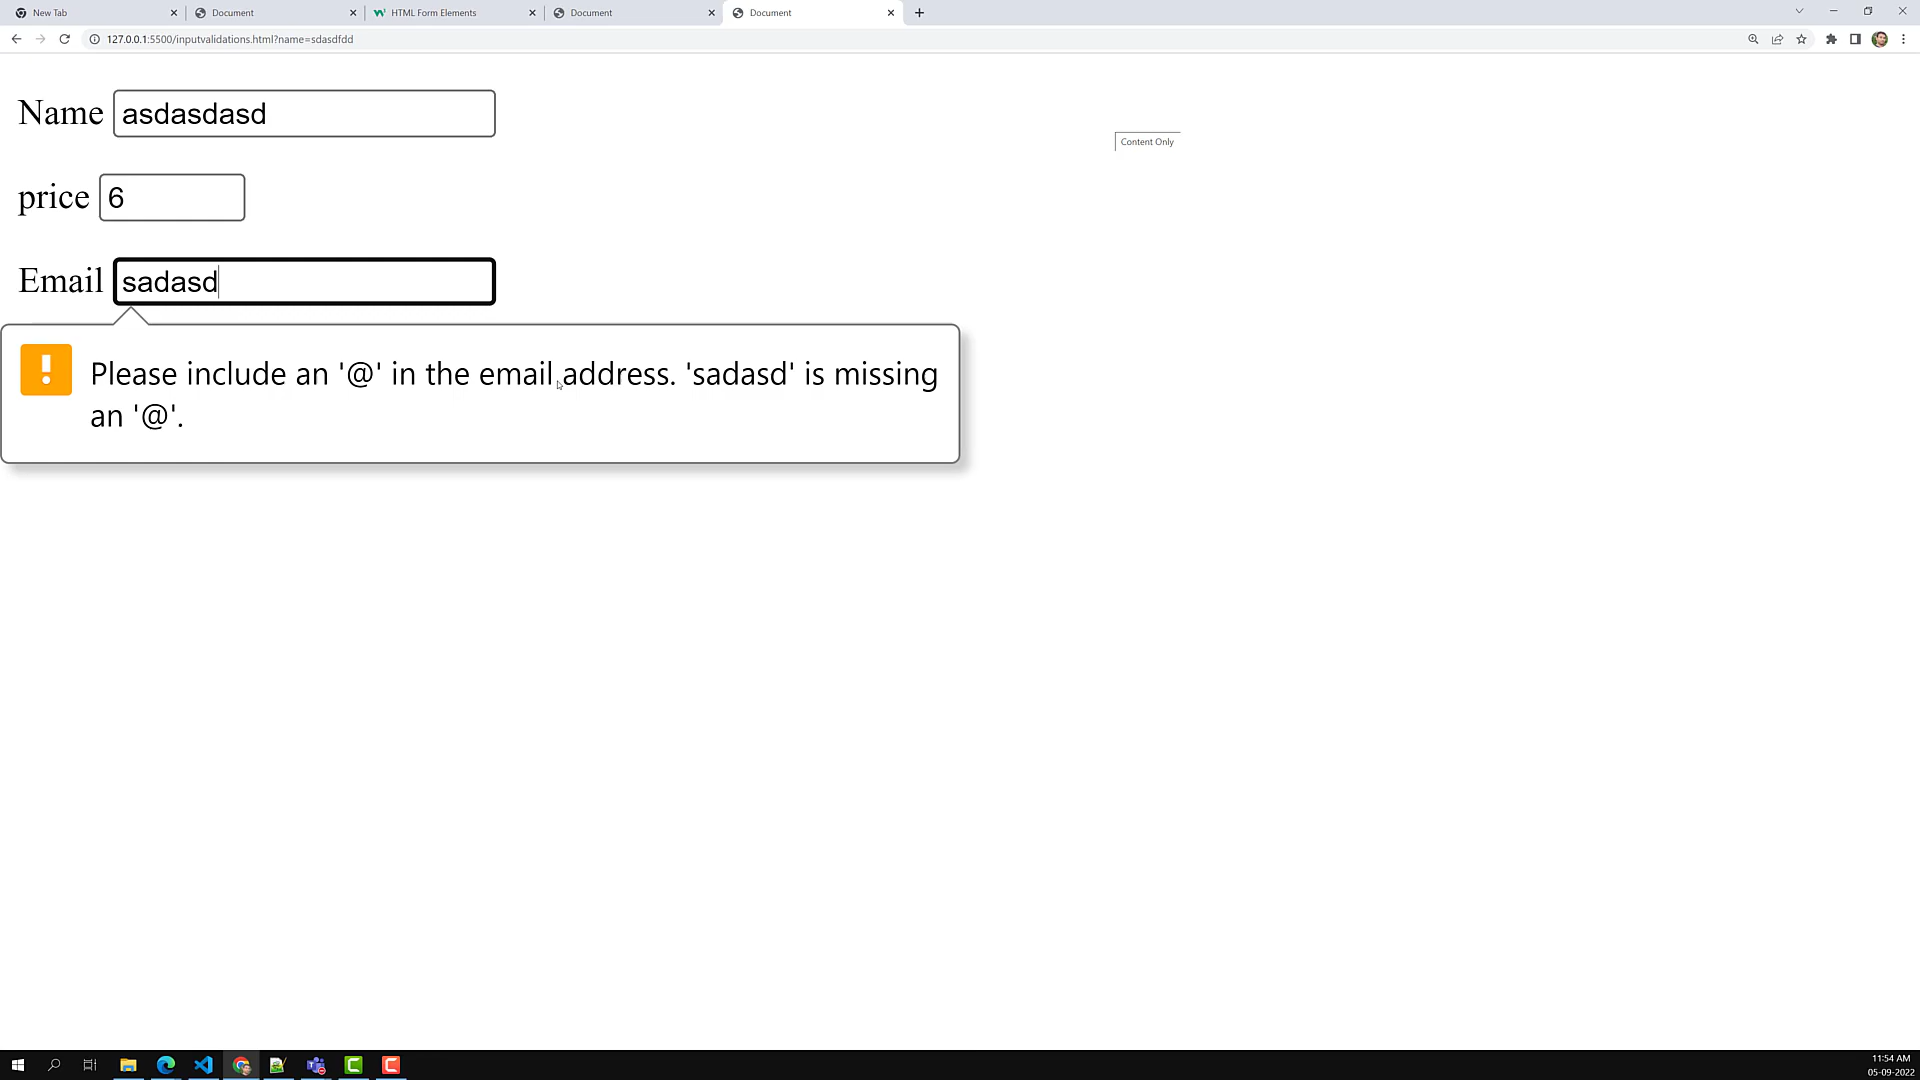 New Tab
Document
HTML Form Elements
Document
Document
127.0.0.1:5500/inputvalidations.html?name=sdasdfdd
Name asdasdasd
Content Only
price 6
Email sadasd
Please include an '@' in the email address. 'sadasd' is missing
an '@'.
11:54 AM
05-09-2022